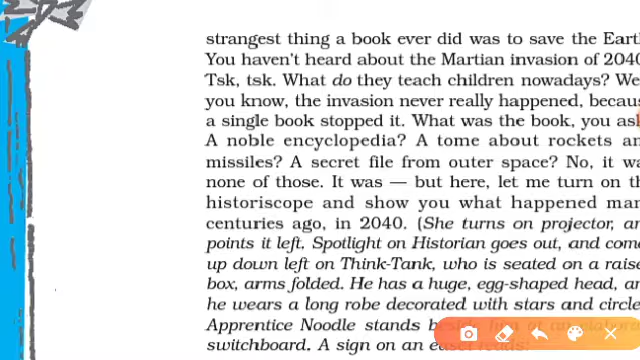 strangest thing a book ever did was to save the Eart
You haven't heard about the Martian invasion of 2040
Tsk, tsk. What do they teach children nowadays? We
you know, the invasion never really happened, becau
a single book stopped it. What was the book, you as
A noble encyclopedia? A tome about rockets an
missiles? A secret file from outer space? No, it wa
none of those. It was — but here, let me turn on th
historiscope and show you what happened man
centuries ago, in 2040. (She turns on projector, an
points it left. Spotlight on Historian goes out, and com
up down left on Think-Tank, who is seated on a raise
box, arms folded. He has a huge, egg-shaped head, an
he wears a long robe decorated with stars and circle
Apprentice Noodle stands
switchboard. A sign on an